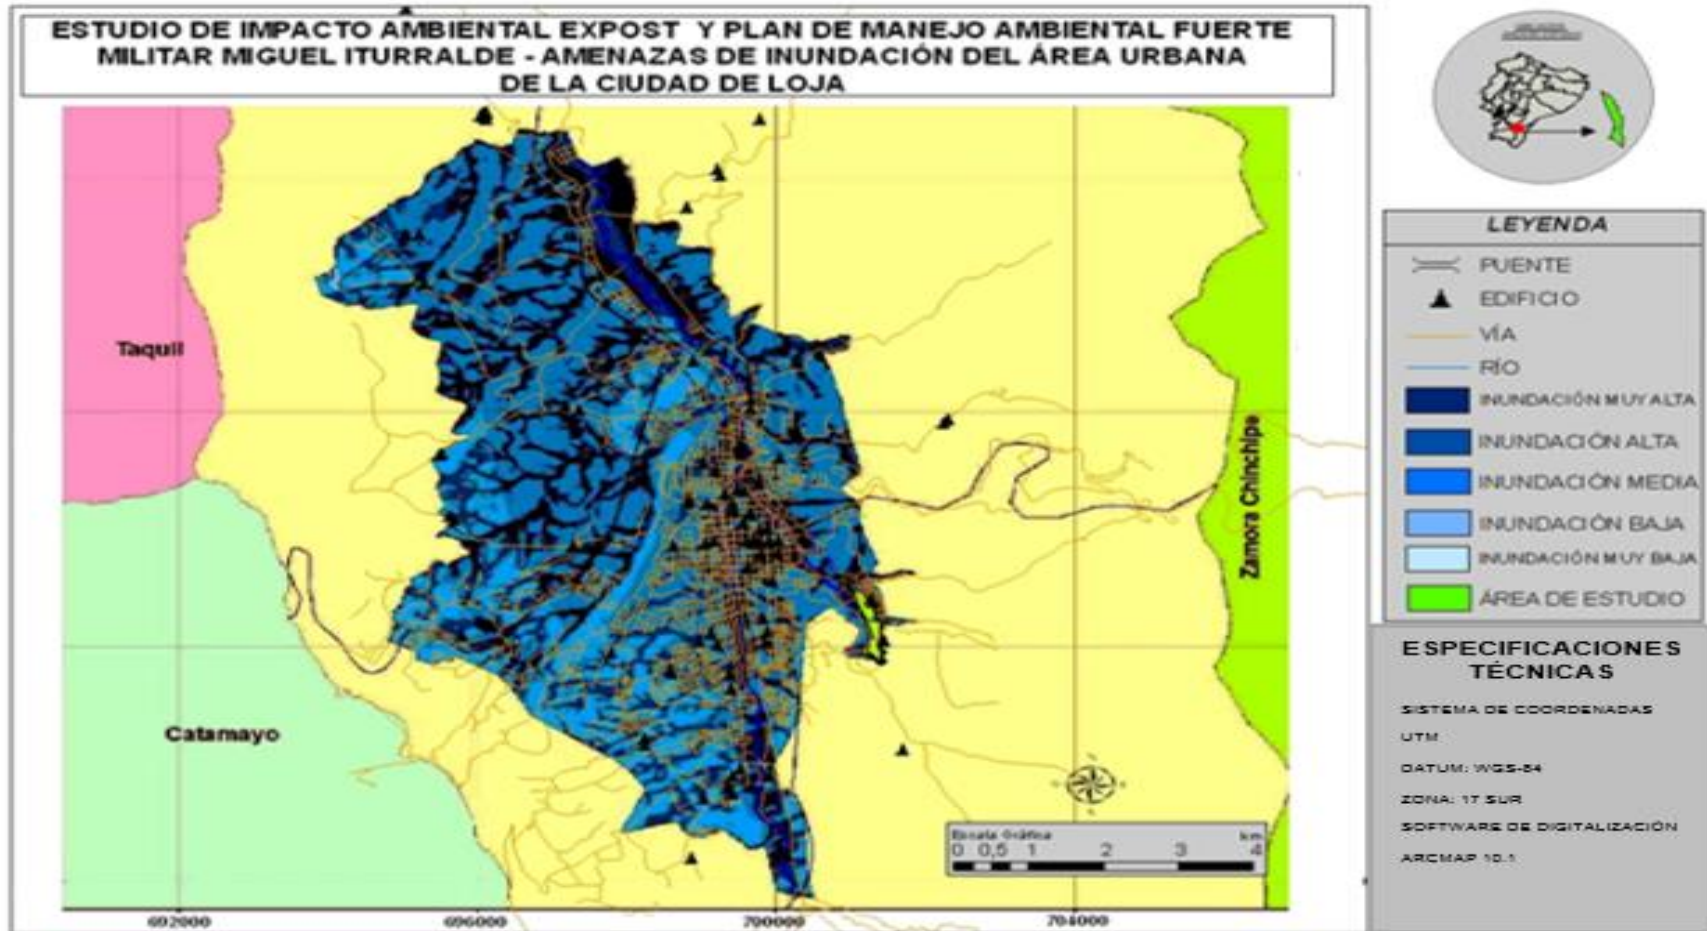 ESTUDIO DE IMPACTO AMBIENTAL EXPOST Y PLAN DE MANEJO AMBIENTAL FUERTE
MILITAR MIGUEL ITURRALDE - AMENAZAS DE INUNDACIÓN DEL ÁREA URBANA
DE LA CIUDAD DE LOJA
Taquil
Catamayo
Zamora Chinchipe
Escala Gráfica km
0 0,5 1 2 3 4
692000 696000 700000 704000
LEYENDA
PUENTE
EDIFICIO
VÍA
RÍO
INUNDACIÓN MUY ALTA
INUNDACIÓN ALTA
INUNDACIÓN MEDIA
INUNDACIÓN BAJA
INUNDACIÓN MUY BAJA
ÁREA DE ESTUDIO
ESPECIFICACIONES
TÉCNICAS
SISTEMA DE COORDENADAS
UTM
DATUM: WGS-84
ZONA: 17 SUR
SOFTWARE DE DIGITALIZACIÓN
ARCMAP 10.1